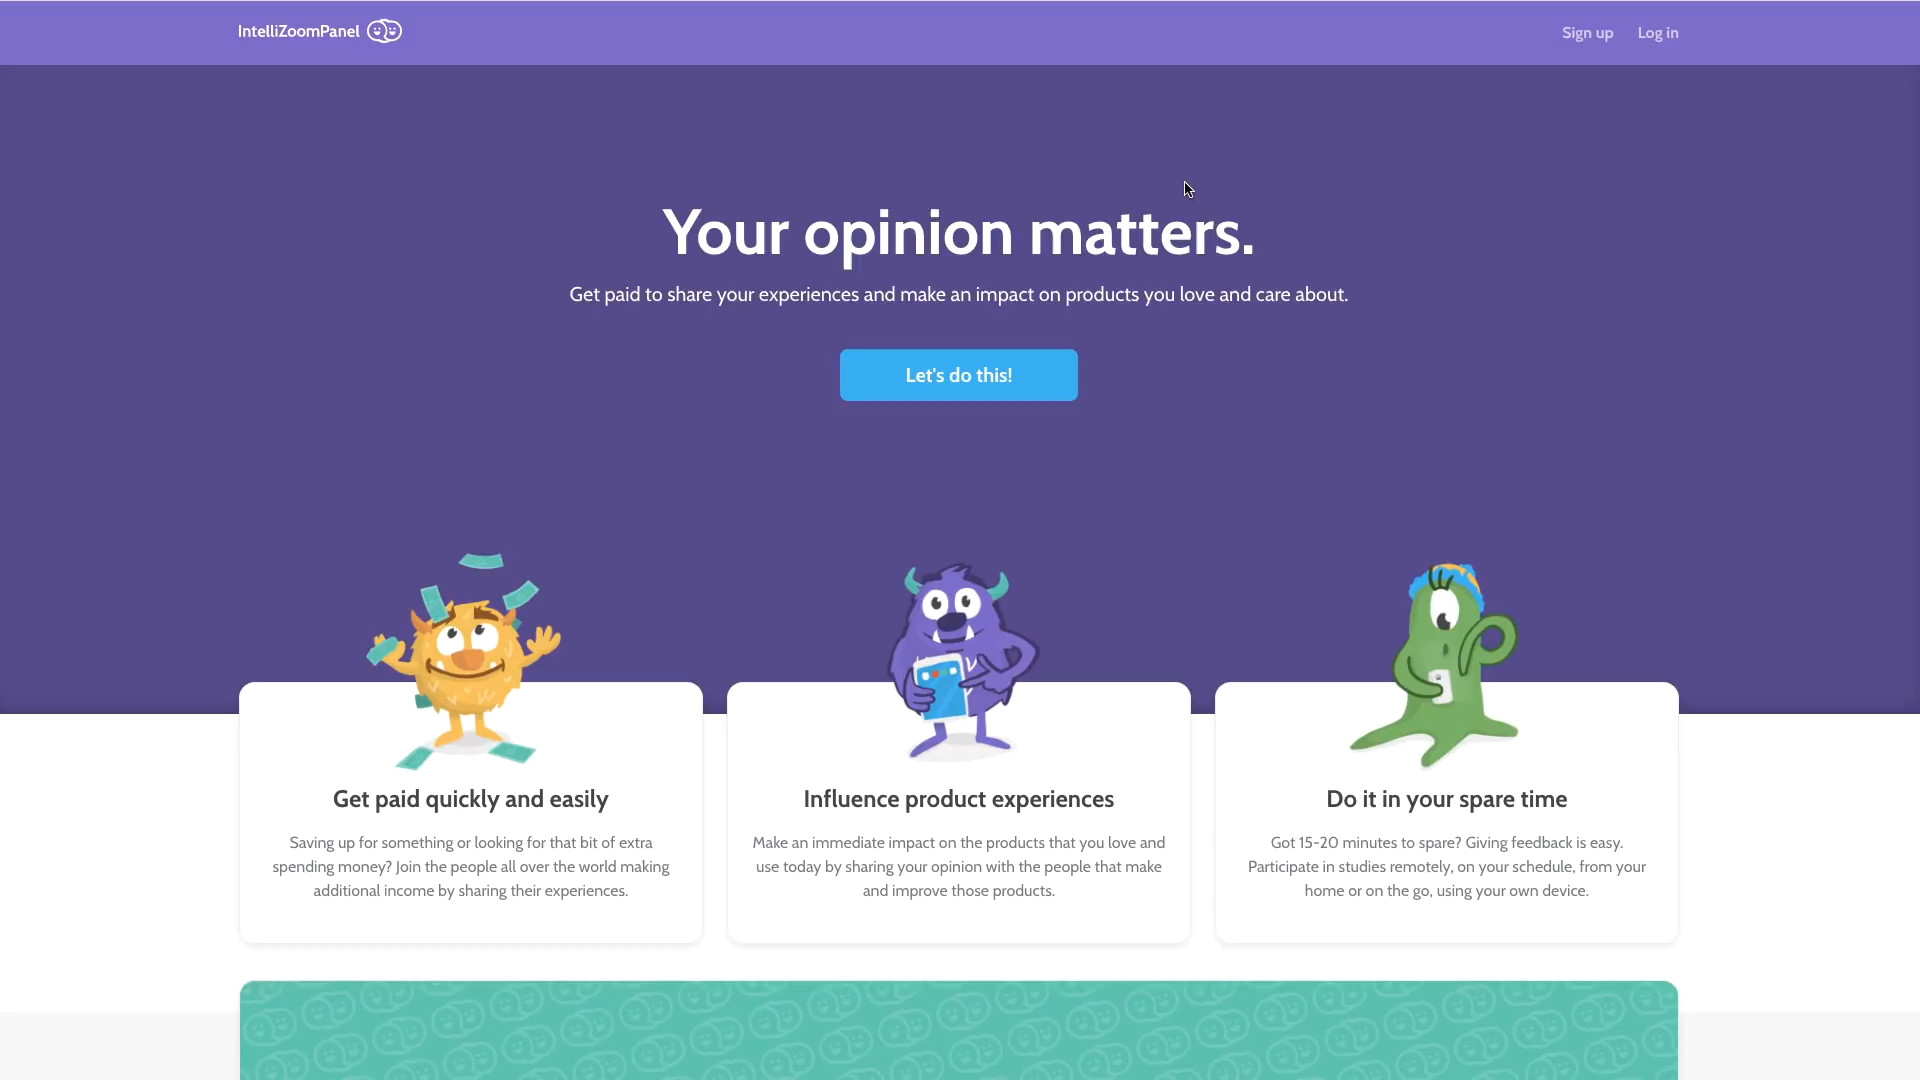 IntelliZoomPanel
Sign up
Log in
Your opinion matters.
Get paid to share your experiences and make an impact on products you love and care about.
Let's do this!
Get paid quickly and easily
Saving up for something or looking for that bit of extra
spending money? Join the people all over the world making
additional income by sharing their experiences.
Influence product experiences
Make an immediate impact on the products that you love and
use today by sharing your opinion with the people that make
and improve those products.
Do it in your spare time
Got 15-20 minutes to spare? Giving feedback is easy.
Participate in studies remotely, on your schedule, from your
home or on the go, using your own device.